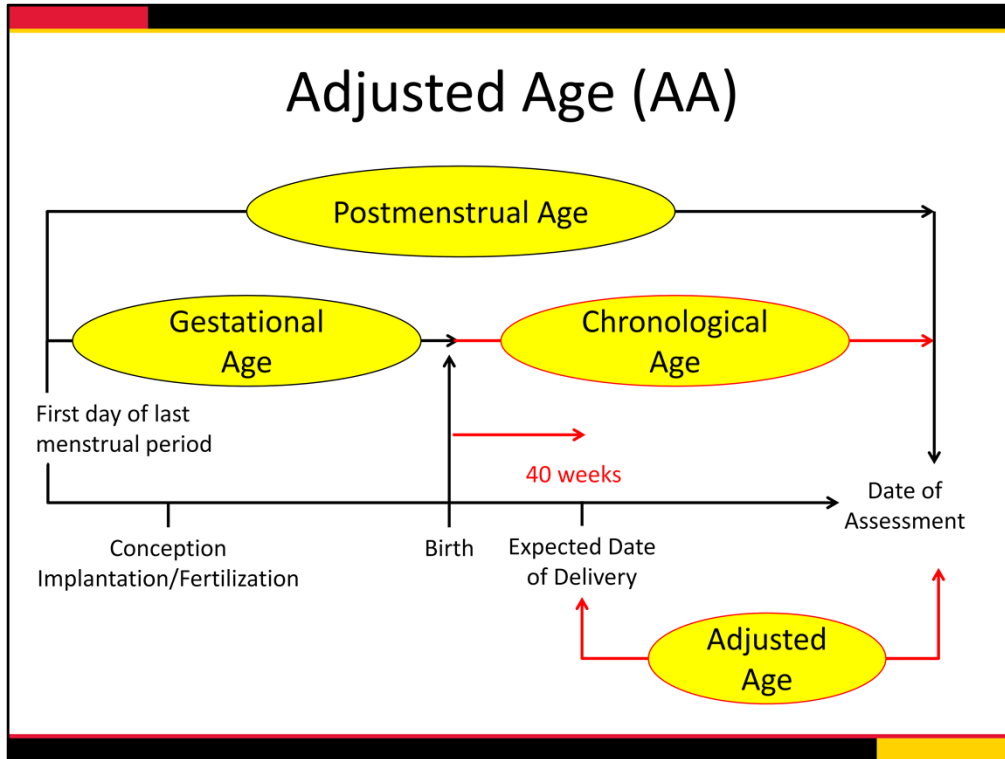 Adjusted Age (AA)
Postmenstrual Age
Gestational
Age
Chronological
Age
First day of last
menstrual period
40 weeks
Date of
Assessment
Conception
Implantation/Fertilization
Birth
Expected Date
of Delivery
Adjusted
Age